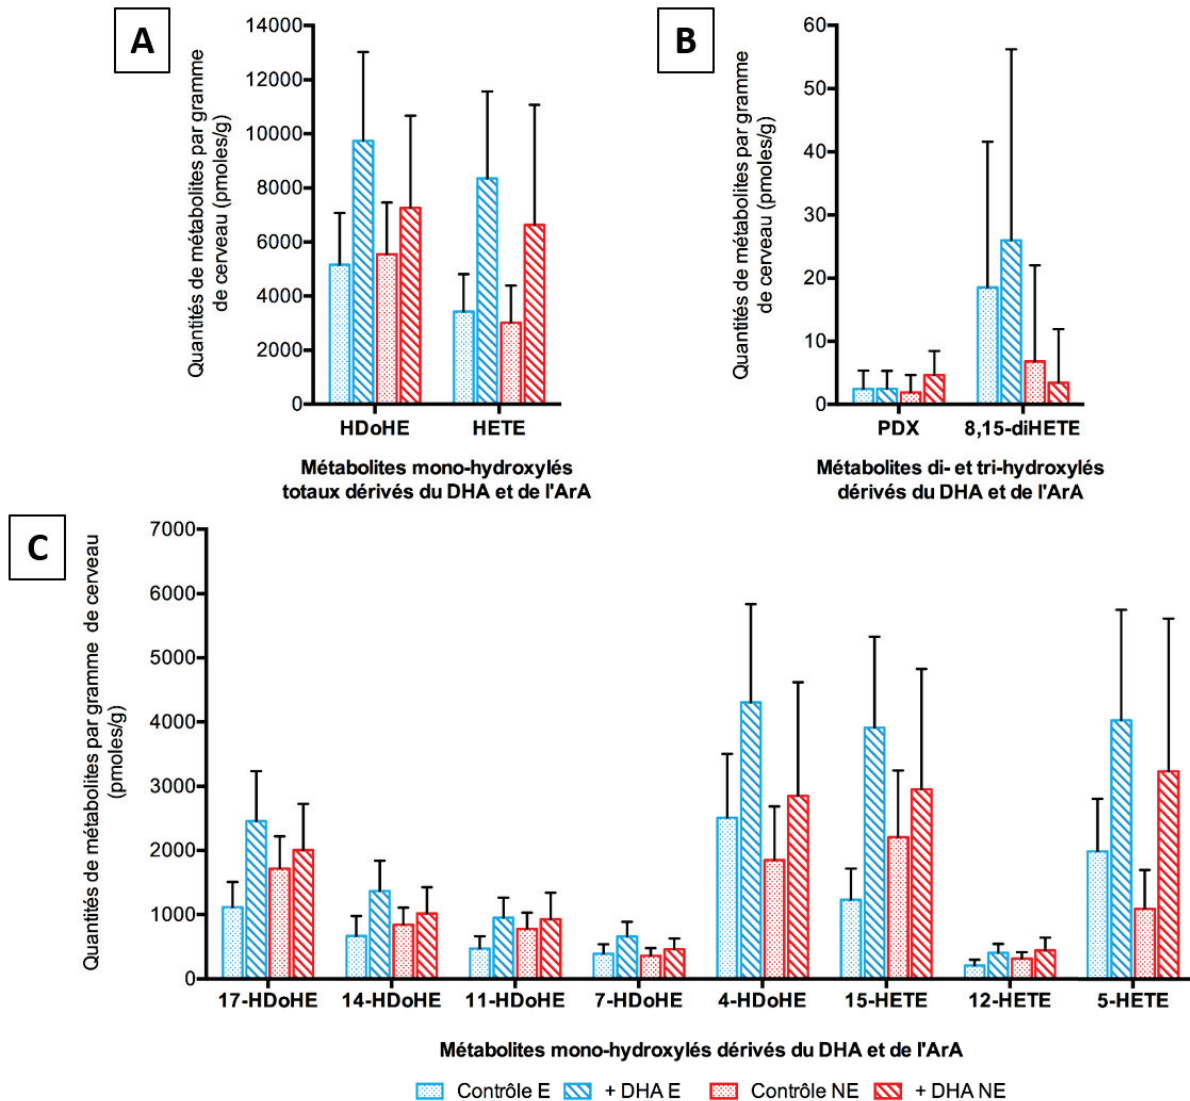 A
Quantités de métabolites par gramme
de cerveau (pmoles/g)
14000
12000
10000
8000
6000
4000
2000
0
HDoHE HETE
Métabolites mono-hydroxylés
totaux dérivés du DHA et de l'ArA
B
Quantités de métabolites par gramme
de cerveau (pmoles/g)
60
50
40
30
20
10
0
PDX 8,15-diHETE
Métabolites di- et tri-hydroxylés
dérivés du DHA et de l'ArA
C
Quantités de métabolites par gramme de cerveau
(pmoles/g)
7000
6000
5000
4000
3000
2000
1000
0
17-HDoHE 14-HDoHE 11-HDoHE 7-HDoHE 4-HDoHE 15-HETE 12-HETE 5-HETE
Métabolites mono-hydroxylés dérivés du DHA et de l'ArA
Contrôle E + DHA E Contrôle NE + DHA NE